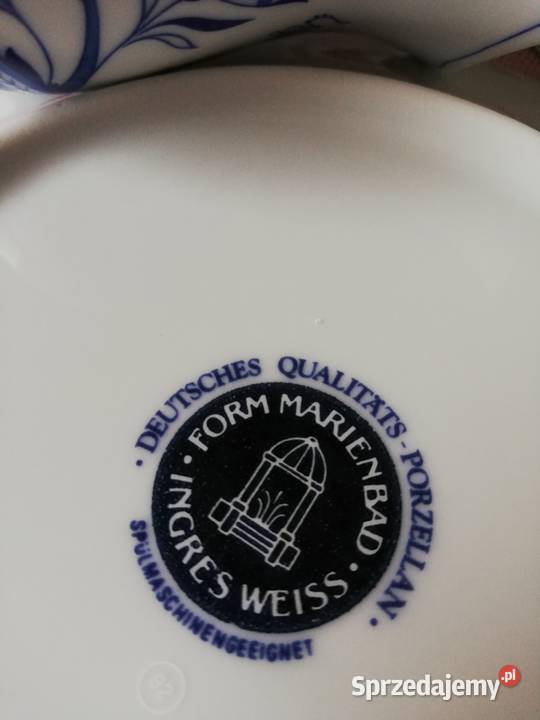 · DEUTSCHES QUALITÄTS-PORZELLAN ·
· FORM MARIENBAD ·
INGRES WEISS
SPÜLMASCHINENGEEIGNET
Sprzedajemy.pl